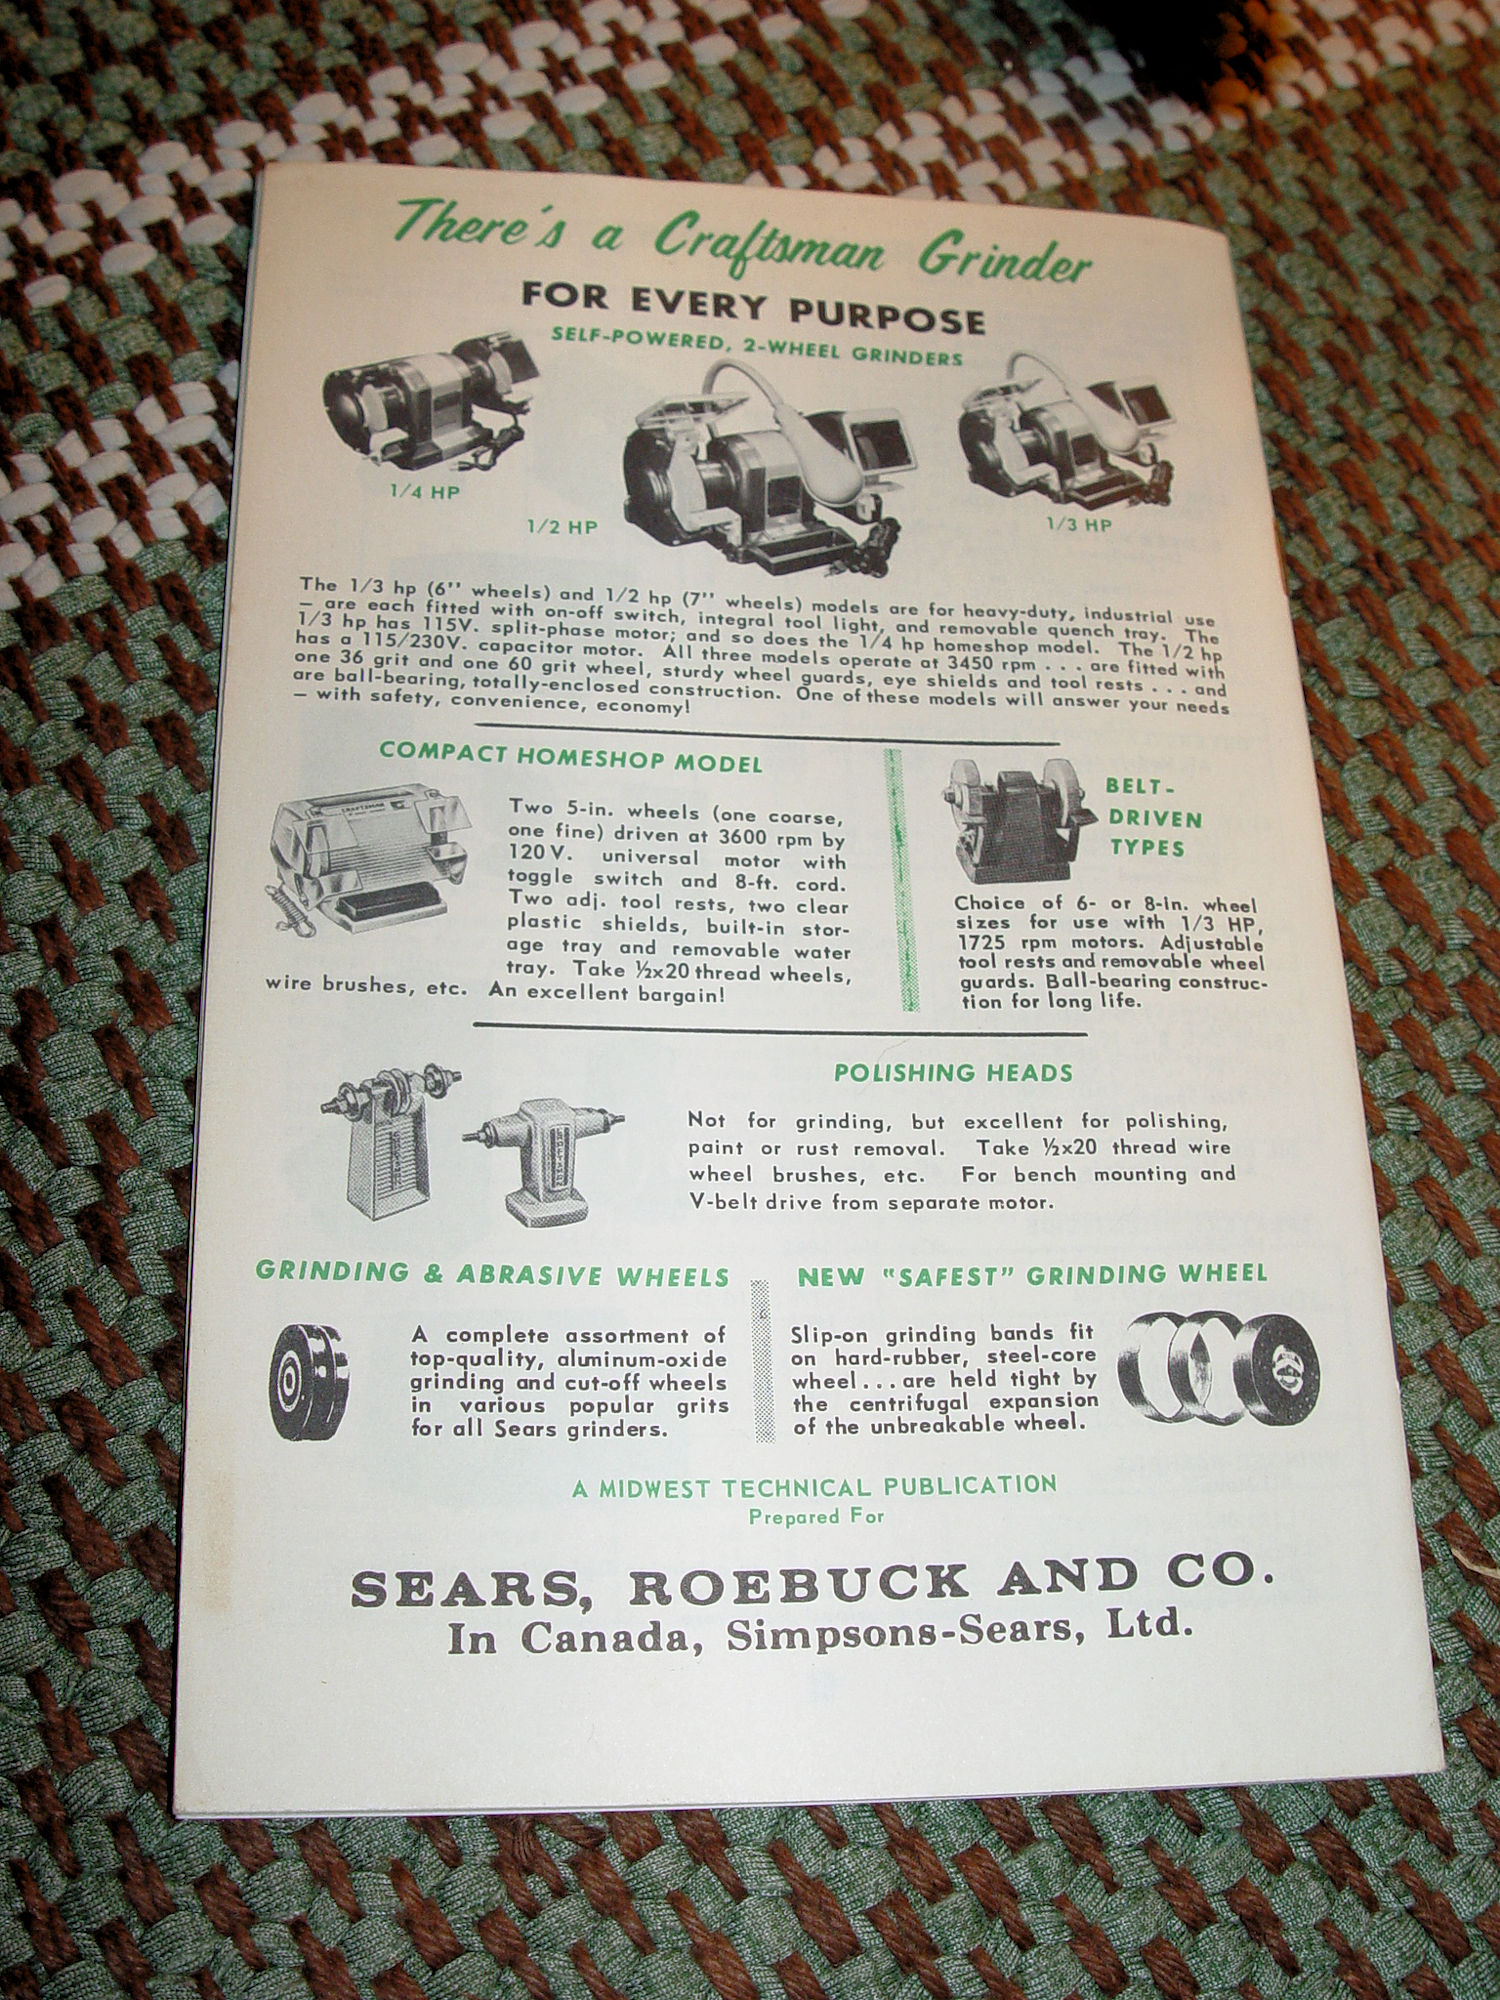 There's a Craftsman Grinder
FOR EVERY PURPOSE
SELF-POWERED, 2-WHEEL GRINDERS
1/4 HP
1/2 HP
1/3 HP
The 1/3 hp (6'' wheels) and 1/2 hp (7'' wheels) models are for heavy-duty, industrial use
— are each fitted with on-off switch, integral tool light, and removable quench tray. The
1/3 hp has 115V. split-phase motor; and so does the 1/4 hp homeshop model. The 1/2 hp
has a 115/230V. capacitor motor. All three models operate at 3450 rpm . . . are fitted with
one 36 grit and one 60 grit wheel, sturdy wheel guards, eye shields and tool rests . . . and
are ball-bearing, totally-enclosed construction. One of these models will answer your needs
— with safety, convenience, economy!
COMPACT HOMESHOP MODEL
CRAFTSMAN
Two 5-in. wheels (one coarse,
one fine) driven at 3600 rpm by
120V. universal motor with
toggle switch and 8-ft. cord.
Two adj. tool rests, two clear
plastic shields, built-in stor-
age tray and removable water
tray. Take ½x20 thread wheels,
wire brushes, etc. An excellent bargain!
BELT-
DRIVEN
TYPES
Choice of 6- or 8-in. wheel
sizes for use with 1/3 HP,
1725 rpm motors. Adjustable
tool rests and removable wheel
guards. Ball-bearing construc-
tion for long life.
POLISHING HEADS
Not for grinding, but excellent for polishing,
paint or rust removal. Take ½x20 thread wire
wheel brushes, etc. For bench mounting and
V-belt drive from separate motor.
GRINDING & ABRASIVE WHEELS
A complete assortment of
top-quality, aluminum-oxide
grinding and cut-off wheels
in various popular grits
for all Sears grinders.
NEW "SAFEST" GRINDING WHEEL
Slip-on grinding bands fit
on hard-rubber, steel-core
wheel...are held tight by
the centrifugal expansion
of the unbreakable wheel.
A MIDWEST TECHNICAL PUBLICATION
Prepared For
SEARS, ROEBUCK AND CO.
In Canada, Simpsons-Sears, Ltd.